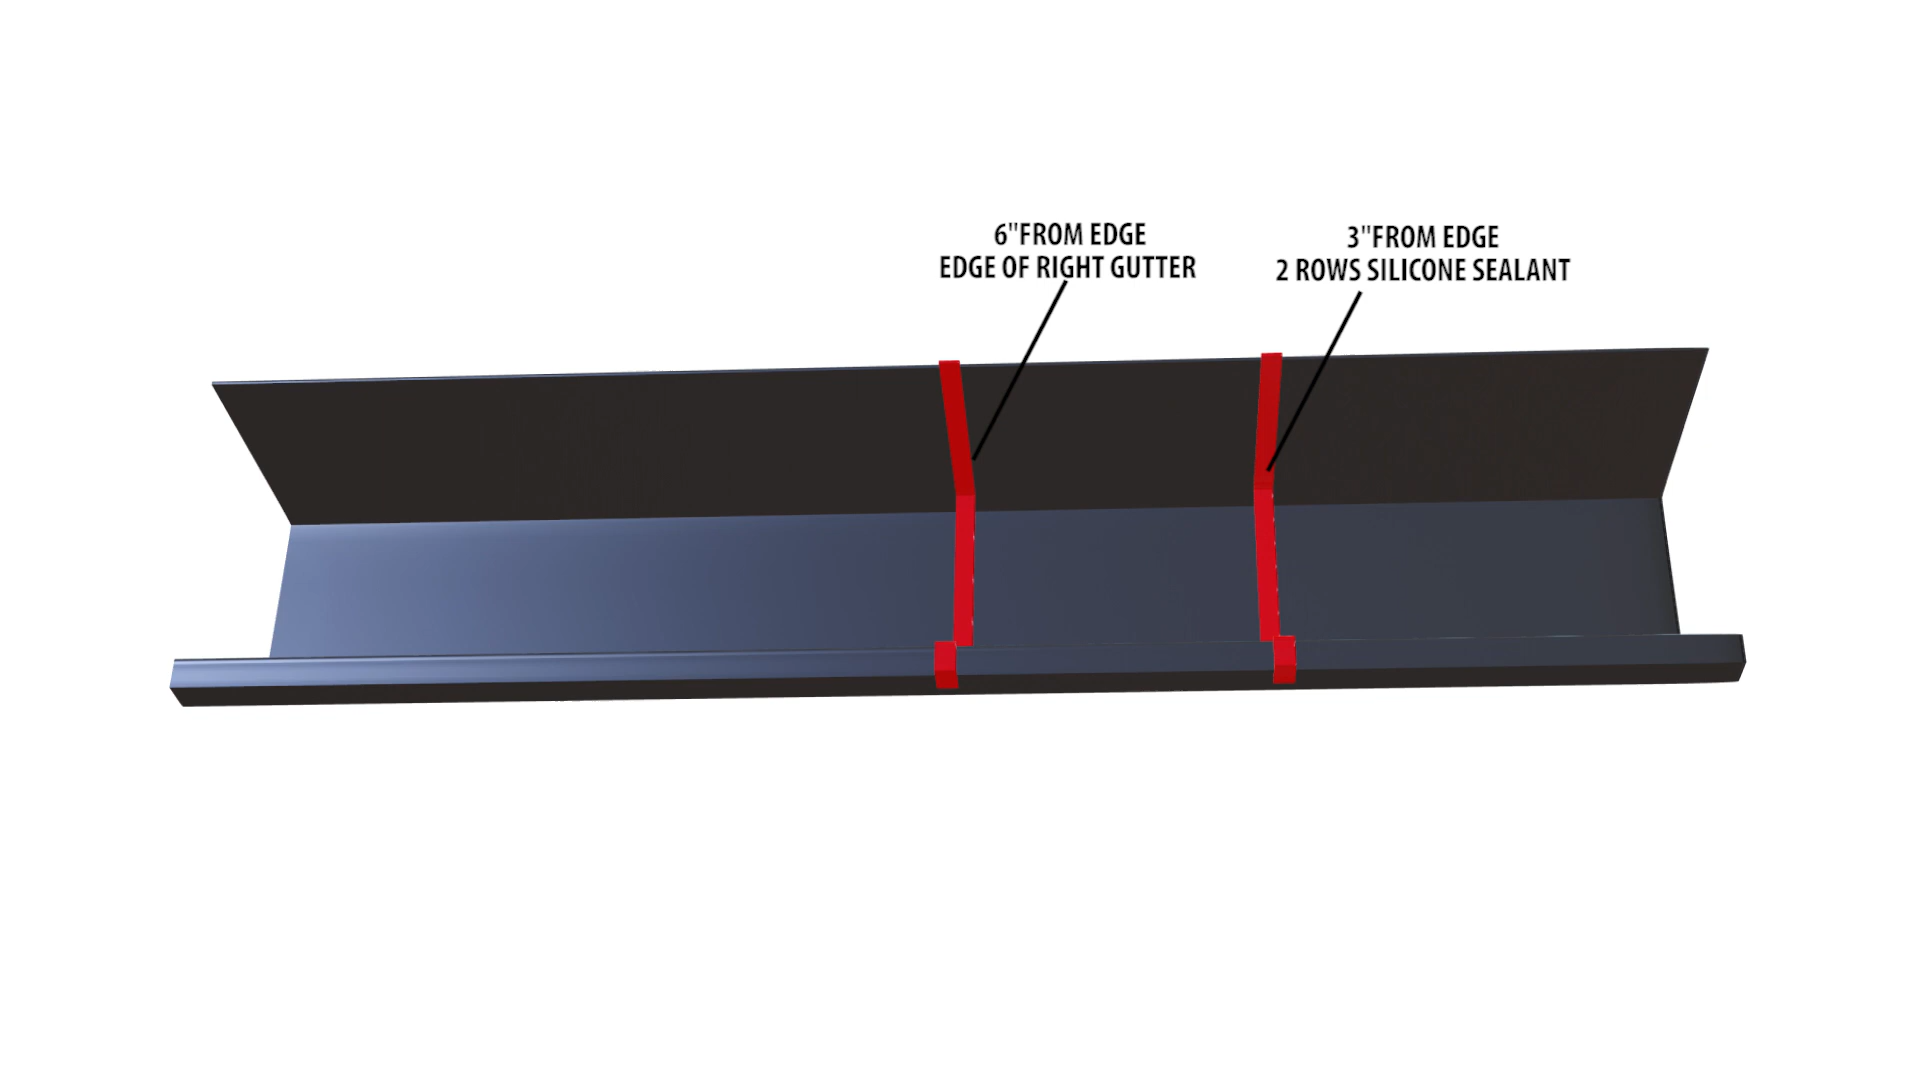 6"FROM EDGE
EDGE OF RIGHT GUTTER
3"FROM EDGE
2 ROWS SILICONE SEALANT